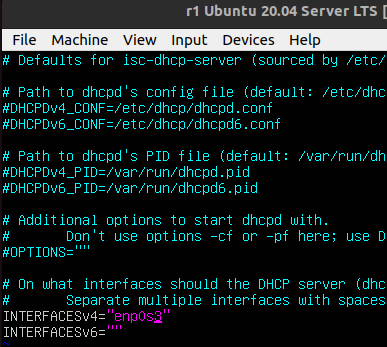 r1 Ubuntu 20.04 Server LTS [
File Machine View Input Devices Help
# Defaults for isc-dhcp-server (sourced by /etc/
# Path to dhcpd's config file (default: /etc/dhc
#DHCPDv4_CONF=/etc/dhcp/dhcpd.conf
#DHCPDv6_CONF=/etc/dhcp/dhcpd6.conf
# Path to dhcpd's PID file (default: /var/run/dh
#DHCPDv4_PID=/var/run/dhcpd.pid
#DHCPDv6_PID=/var/run/dhcpd6.pid
# Additional options to start dhcpd with.
# Don't use options -cf or -pf here; use D
#OPTIONS=""
# On what interfaces should the DHCP server (dhc
# Separate multiple interfaces with spaces
INTERFACESv4="enp0s3"
INTERFACESv6=""